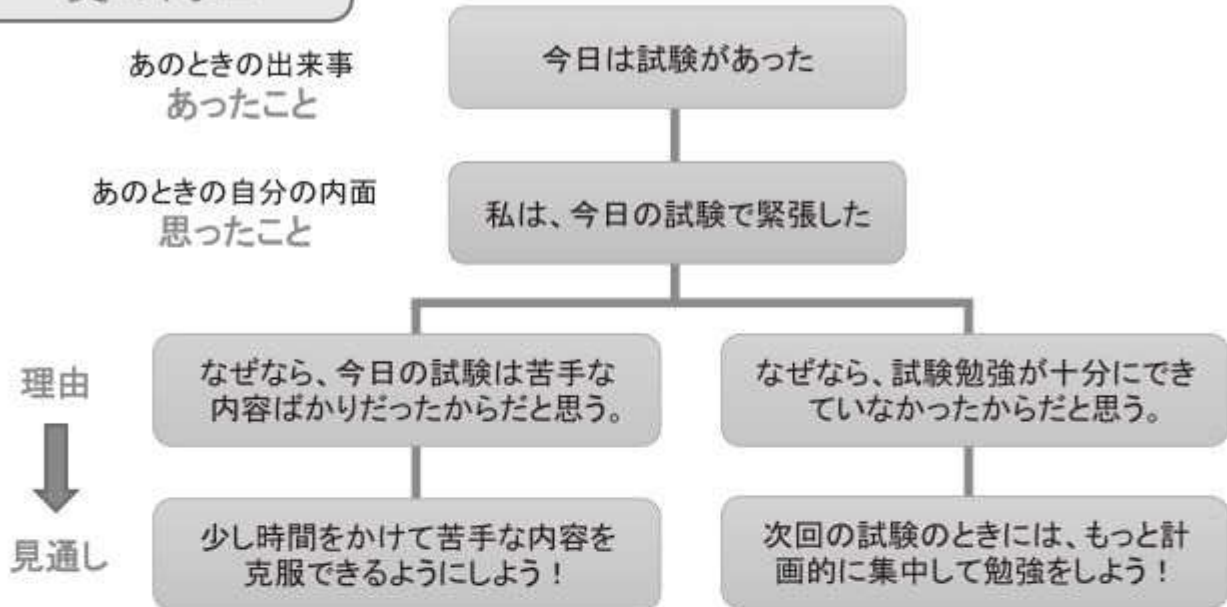 あのときの出来事
あったこと
今日は試験があった
あのときの自分の内面
思ったこと
私は、今日の試験で緊張した
理由
なぜなら、今日の試験は苦手な
内容ばかりだったからだと思う。
なぜなら、試験勉強が十分にでき
ていなかったからだと思う。
見通し
少し時間をかけて苦手な内容を
克服できるようにしよう！
次回の試験のときには、もっと計
画的に集中して勉強をしよう！